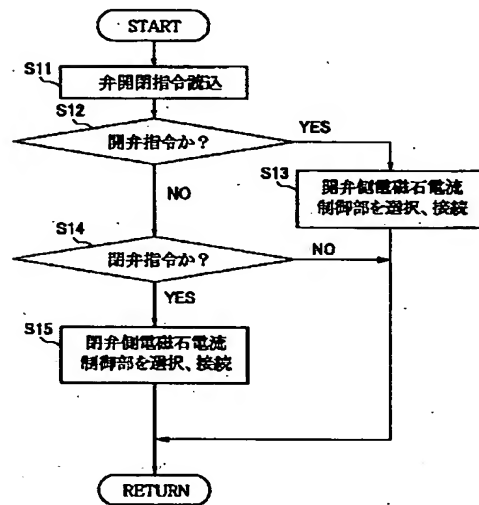 START
S11
弁開閉指令読込
S12
開弁指令か？
YES
S13
開弁側電磁石電流
制御部を選択、接続
NO
S14
閉弁指令か？
NO
YES
S15
閉弁側電磁石電流
制御部を選択、接続
RETURN